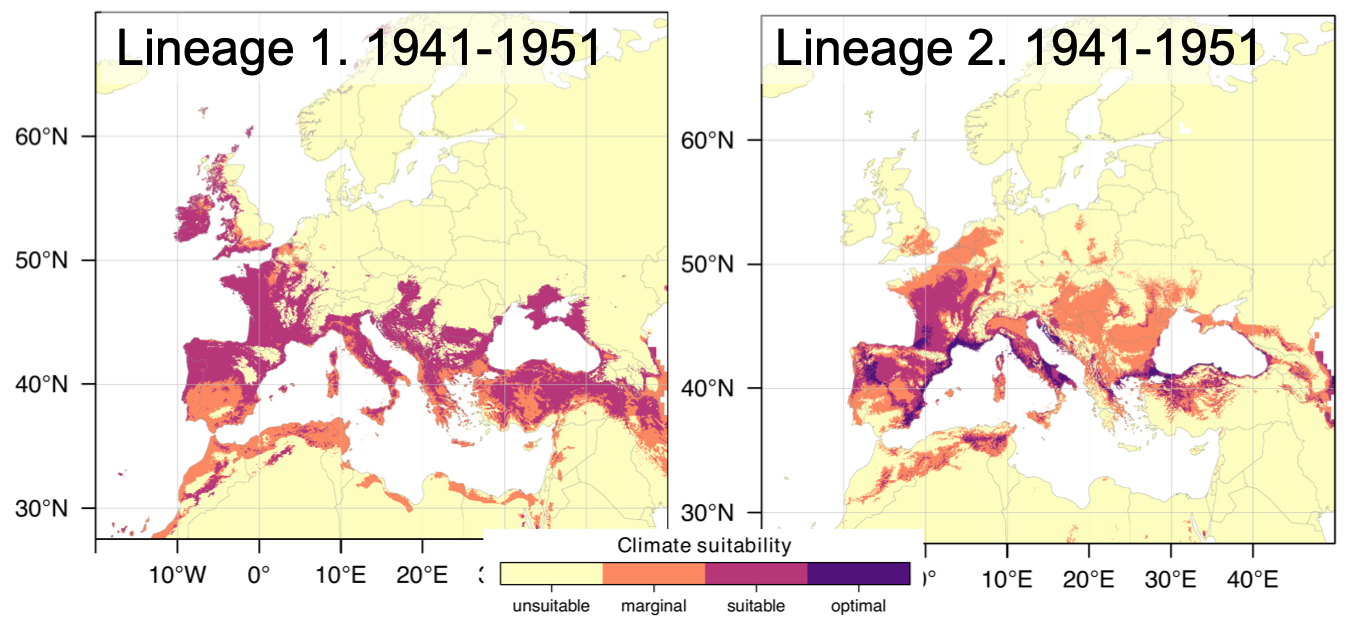 Lineage 1. 1941-1951
Lineage 2. 1941-1951
60°N
50°N
40°N
30°N
60°N
50°N
40°N
30°N
10°W 0° 10°E 20°E
10°E 20°E 30°E 40°E
Climate suitability
unsuitable marginal suitable optimal